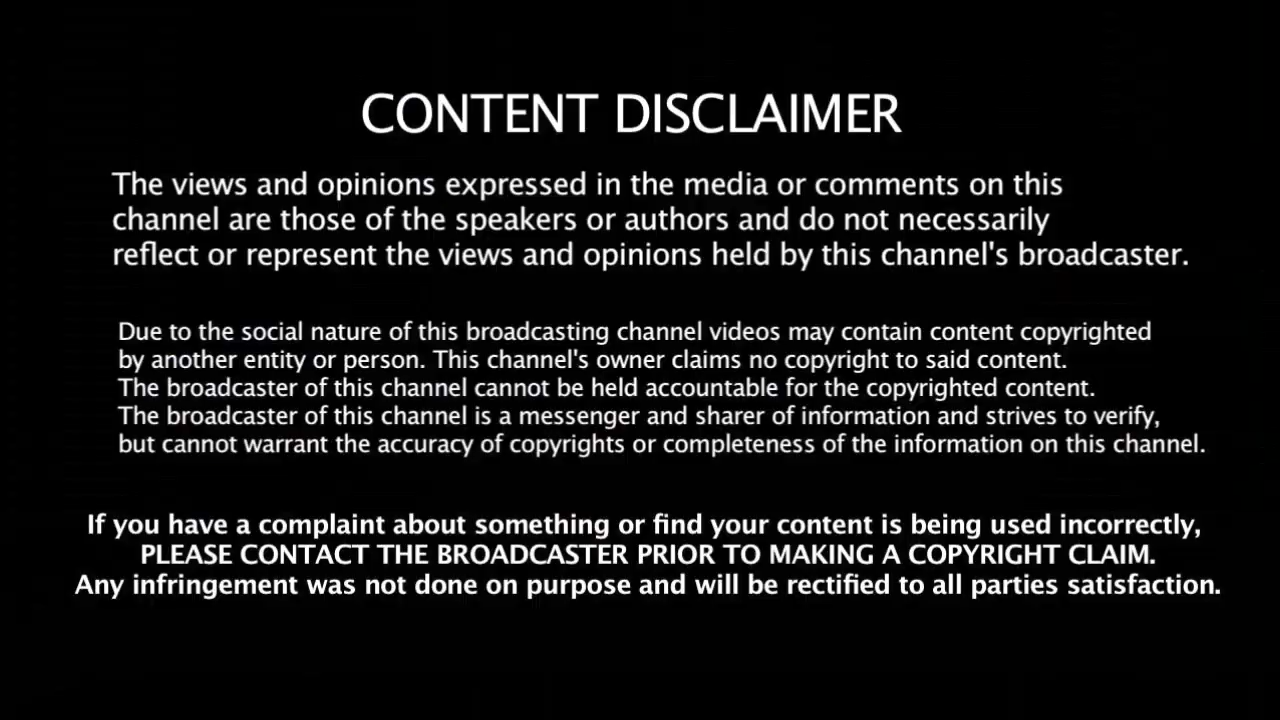 CONTENT DISCLAIMER
The views and opinions expressed in the media or comments on this
channel are those of the speakers or authors and do not necessarily
reflect or represent the views and opinions held by this channel's broadcaster.
Due to the social nature of this broadcasting channel videos may contain content copyrighted
by another entity or person. This channel's owner claims no copyright to said content.
The broadcaster of this channel cannot be held accountable for the copyrighted content.
The broadcaster of this channel is a messenger and sharer of information and strives to verify,
but cannot warrant the accuracy of copyrights or completeness of the information on this channel.
If you have a complaint about something or find your content is being used incorrectly,
PLEASE CONTACT THE BROADCASTER PRIOR TO MAKING A COPYRIGHT CLAIM.
Any infringement was not done on purpose and will be rectified to all parties satisfaction.